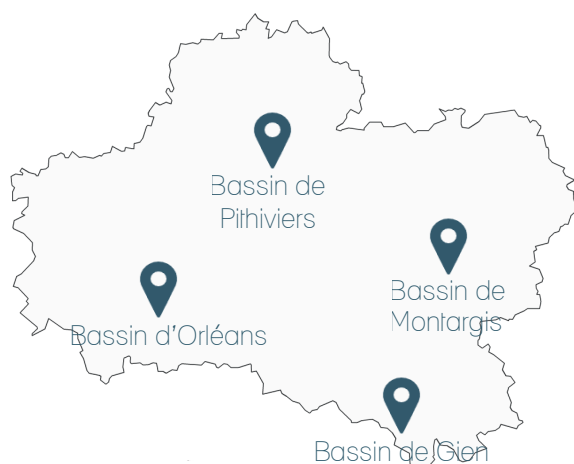 Bassin de
Pithiviers
Bassin de
Montargis
Bassin d'Orléans
Bassin de Gien